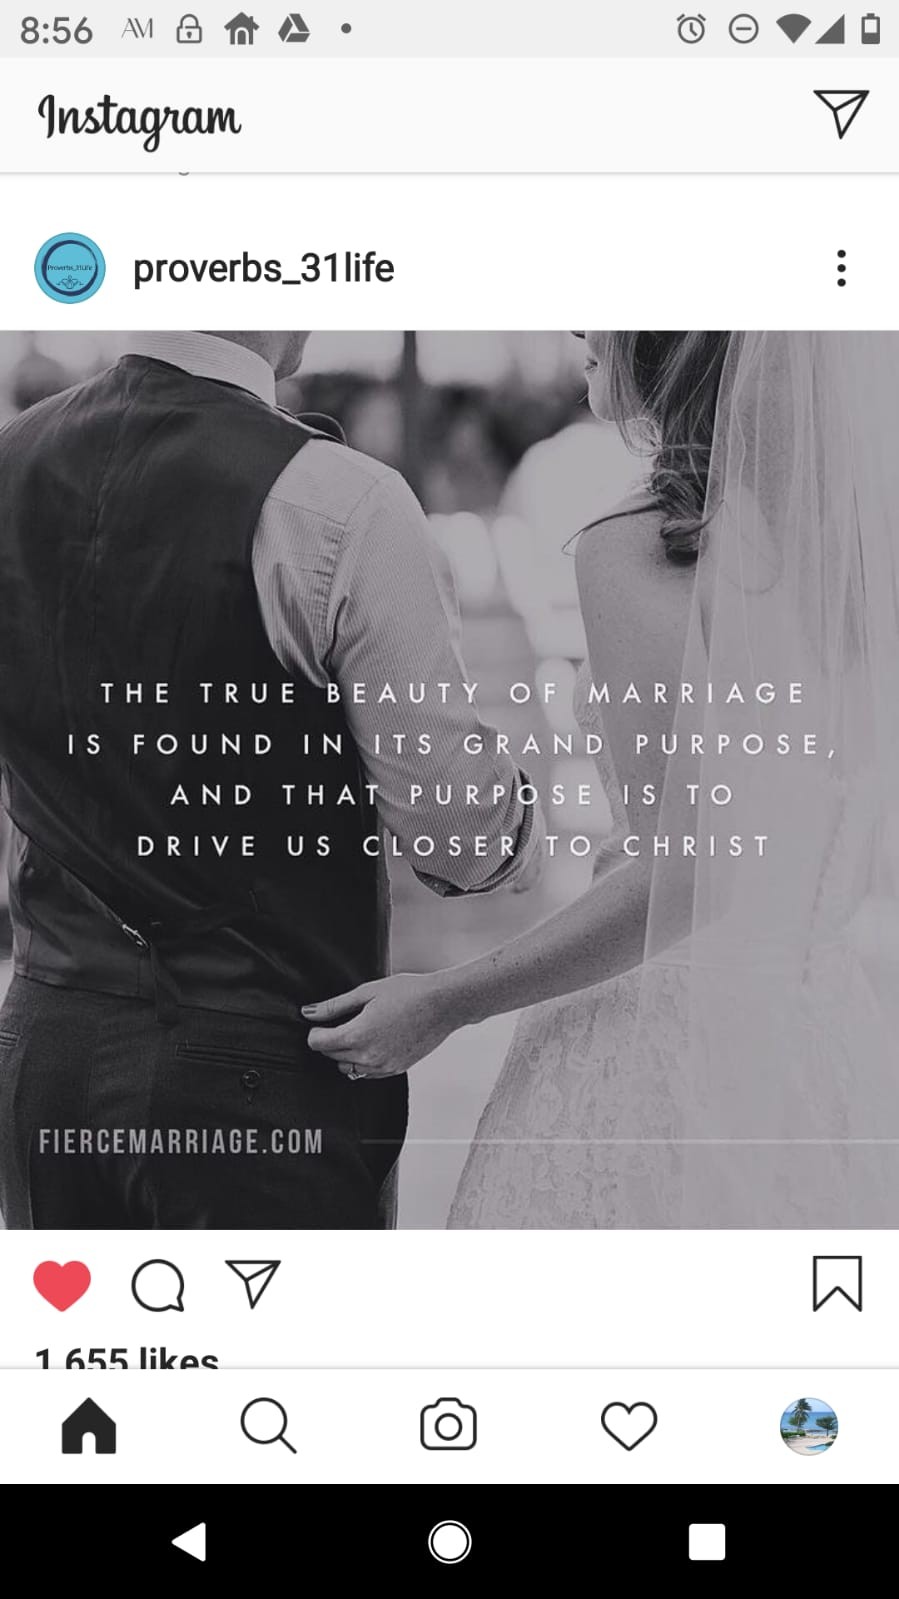 8:56 AM
Instagram
proverbs_31life
THE TRUE BEAUTY OF MARRIAGE
IS FOUND IN ITS GRAND PURPOSE,
AND THAT PURPOSE IS TO
DRIVE US CLOSER TO CHRIST
FIERCEMARRIAGE.COM
1,655 likes